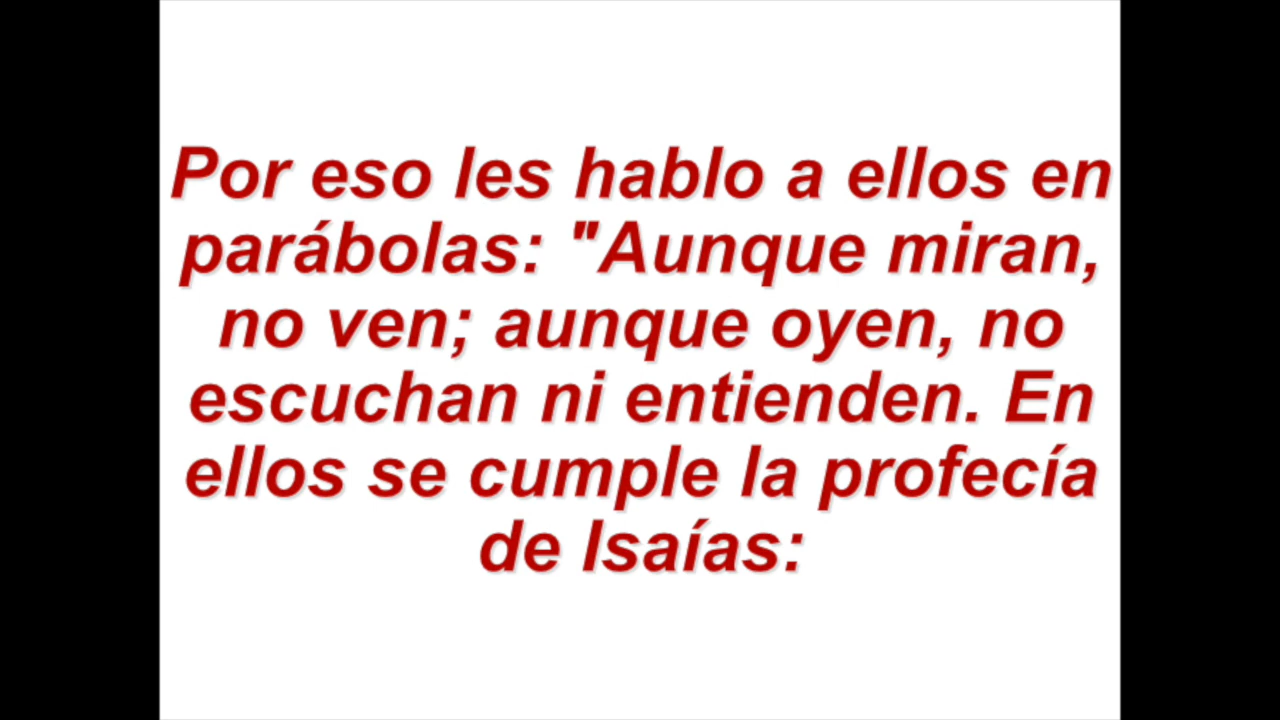 Por eso les hablo a ellos en
parábolas: "Aunque miran,
no ven; aunque oyen, no
escuchan ni entienden. En
ellos se cumple la profecía
de Isaías: